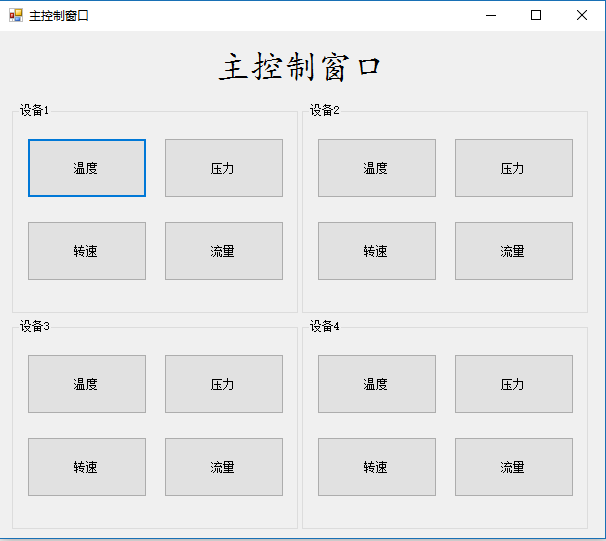 主控制窗口
主控制窗口
设备1
温度 压力
转速 流量
设备2
温度 压力
转速 流量
设备3
温度 压力
转速 流量
设备4
温度 压力
转速 流量